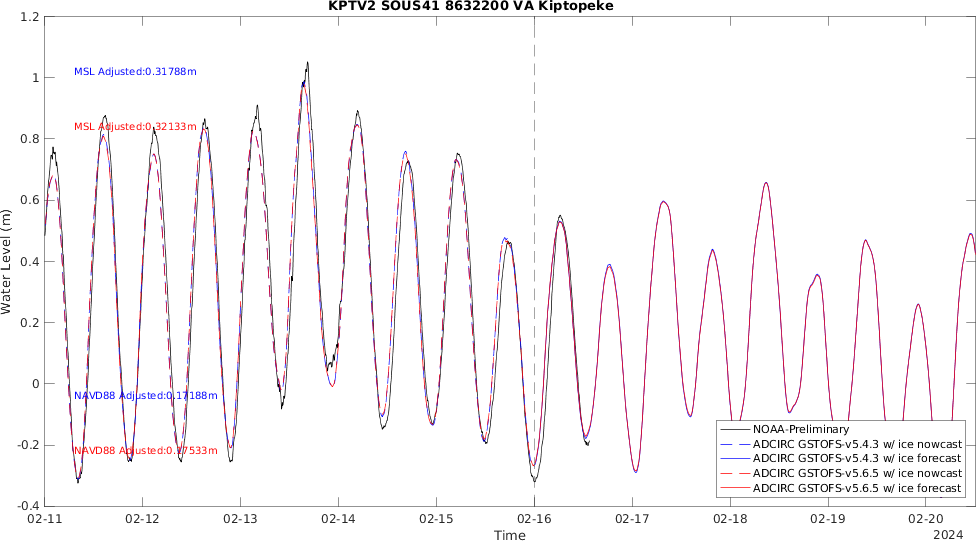 KPTV2 SOUS41 8632200 VA Kiptopeke
1.2
1
0.8
0.6
0.4
0.2
0
-0.2
-0.4
Water Level (m)
MSL Adjusted:0.31788m
MSL Adjusted:0.32133m
NAVD88 Adjusted:0.17188m
NAVD88 Adjusted:0.17533m
NOAA-Preliminary
ADCIRC GSTOFS-v5.4.3 w/ ice nowcast
ADCIRC GSTOFS-v5.4.3 w/ ice forecast
ADCIRC GSTOFS-v5.6.5 w/ ice nowcast
ADCIRC GSTOFS-v5.6.5 w/ ice forecast
02-11 02-12 02-13 02-14 02-15 02-16 02-17 02-18 02-19 02-20
Time
2024